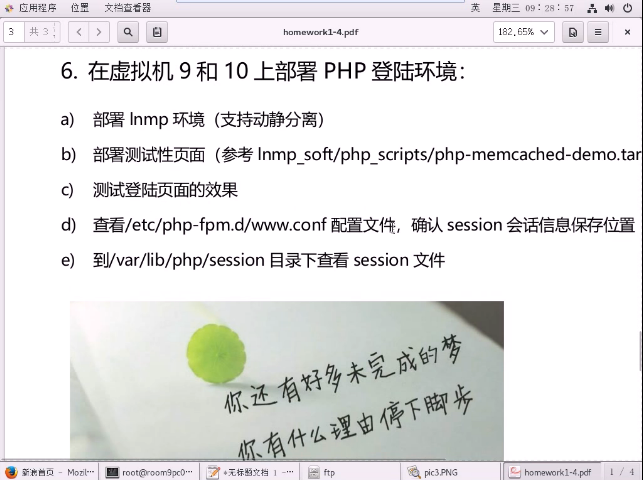 应用程序 位置 文档查看器 英 星期三 09：28：57
3 共 3 homework1-4.pdf 182,65%
6. 在虚拟机 9 和 10 上部署 PHP 登陆环境：
a) 部署 lnmp 环境（支持动静分离）
b) 部署测试性页面（参考 lnmp_soft/php_scripts/php-memcached-demo.tar
c) 测试登陆页面的效果
d) 查看/etc/php-fpm.d/www.conf 配置文件，确认 session 会话信息保存位置
e) 到/var/lib/php/session 目录下查看 session 文件
你还有好多未完成的梦
你有什么理由停下脚步
新浪首页 - Mozil… root@room9pc0… *无标题文档 1 -… ftp pic3.PNG homework1-4.pdf 1 / 4